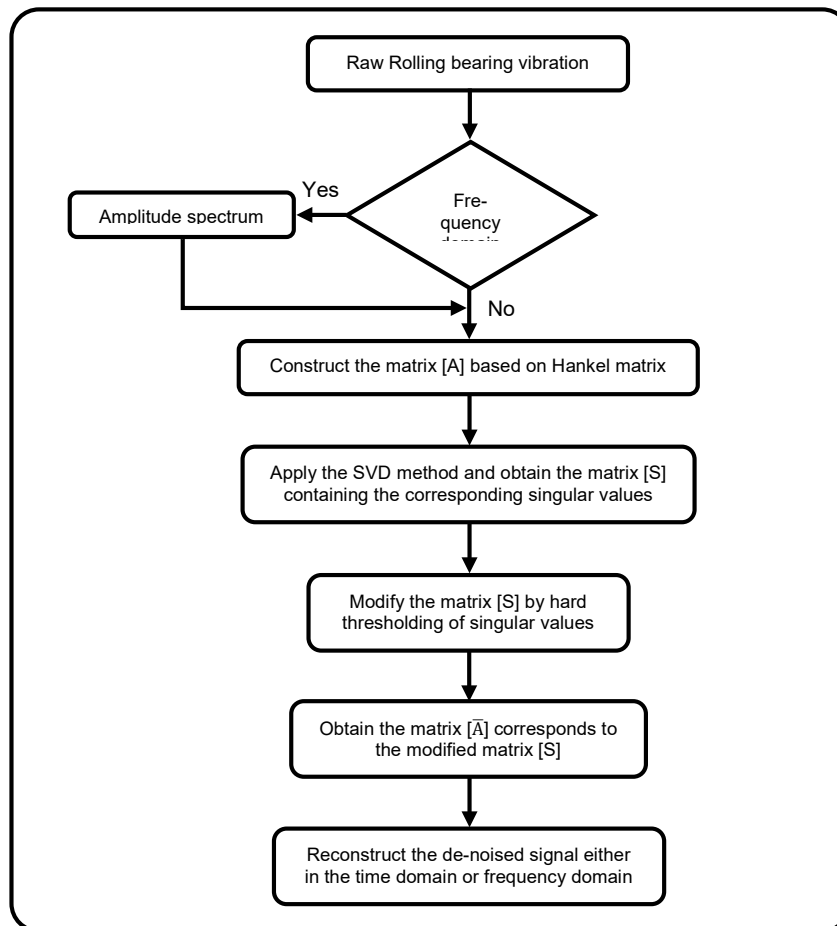 Raw Rolling bearing vibration
Yes
Amplitude spectrum
Fre-
quency
domain
No
Construct the matrix [A] based on Hankel matrix
Apply the SVD method and obtain the matrix [S]
containing the corresponding singular values
Modify the matrix [S] by hard
thresholding of singular values
Obtain the matrix [A̅] corresponds to
the modified matrix [S]
Reconstruct the de-noised signal either
in the time domain or frequency domain